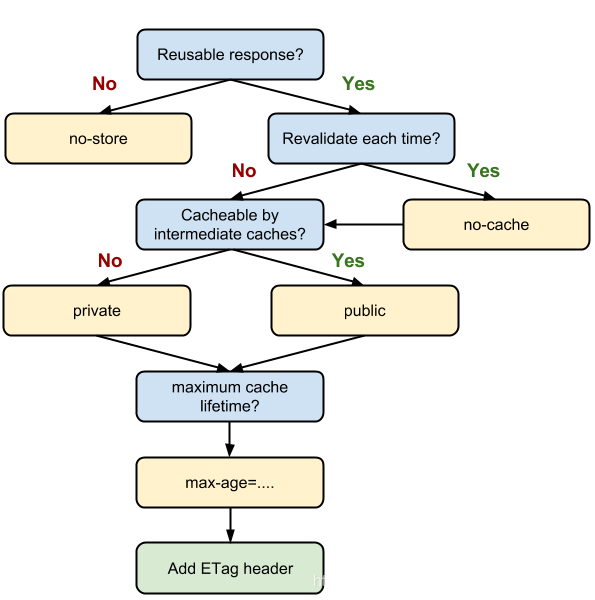 Reusable response?
No
Yes
no-store
Revalidate each time?
No
Yes
Cacheable by
intermediate caches?
no-cache
No
Yes
private
public
maximum cache
lifetime?
max-age=....
Add ETag header